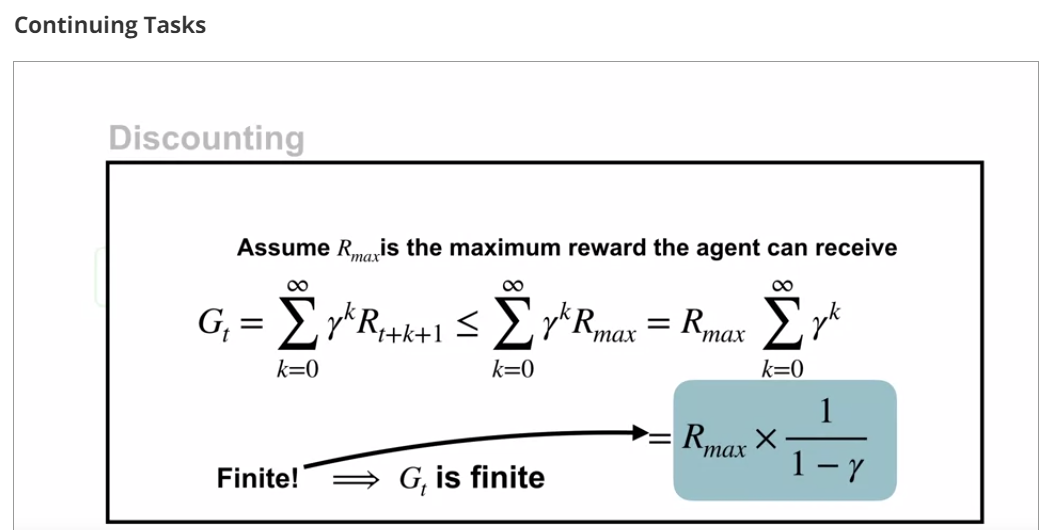 Continuing Tasks
Discounting
Assume R_max is the maximum reward the agent can receive
G_t = ∑_{k=0}^{∞} γ^k R_{t+k+1} ≤ ∑_{k=0}^{∞} γ^k R_max = R_max ∑_{k=0}^{∞} γ^k
= R_max × 1/(1 − γ)
Finite! ⟹ G_t is finite